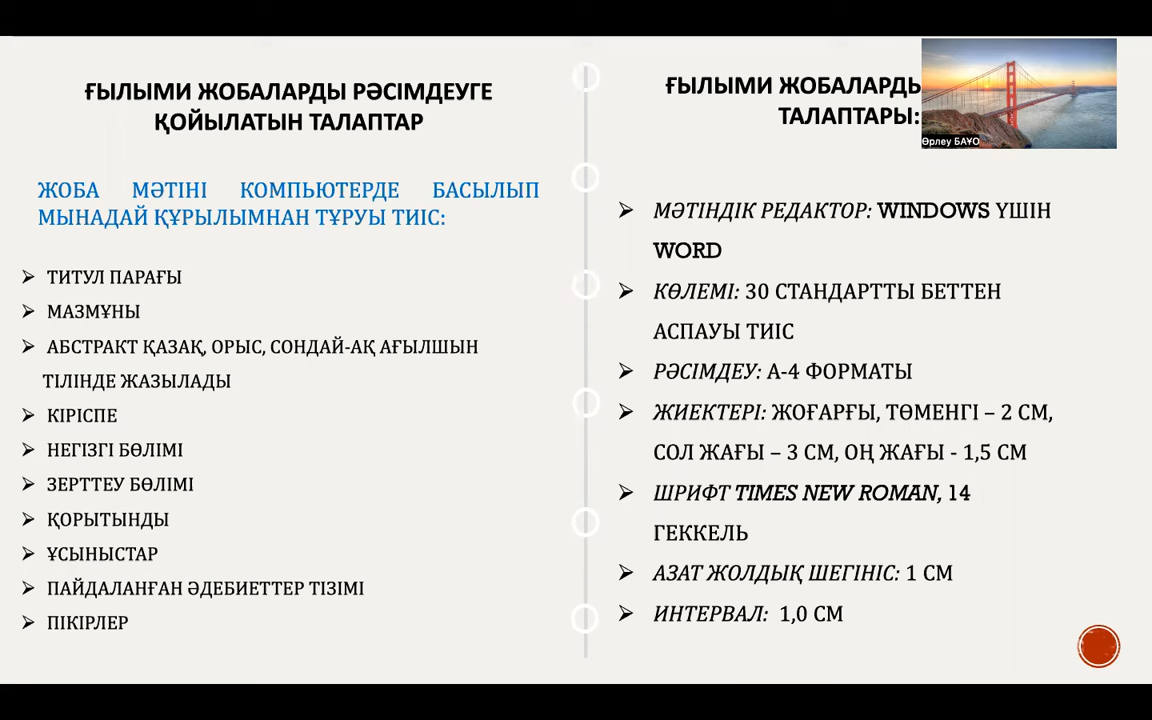 ҒЫЛЫМИ ЖОБАЛАРДЫ РӘСІМДЕУГЕ
ҚОЙЫЛАТЫН ТАЛАПТАР
ЖОБА МӘТІНІ КОМПЬЮТЕРДЕ БАСЫЛЫП
МЫНАДАЙ ҚҰРЫЛЫМНАН ТҰРУЫ ТИІС:
ТИТУЛ ПАРАҒЫ
МАЗМҰНЫ
АБСТРАКТ ҚАЗАҚ, ОРЫС, СОНДАЙ-АҚ АҒЫЛШЫН
ТІЛІНДЕ ЖАЗЫЛАДЫ
КІРІСПЕ
НЕГІЗГІ БӨЛІМІ
ЗЕРТТЕУ БӨЛІМІ
ҚОРЫТЫНДЫ
ҰСЫНЫСТАР
ПАЙДАЛАНҒАН ӘДЕБИЕТТЕР ТІЗІМІ
ПІКІРЛЕР
ҒЫЛЫМИ ЖОБАЛАРДЫ
ТАЛАПТАРЫ:
Өрлеу БАҰО
МӘТІНДІК РЕДАКТОР: WINDOWS ҮШІН
WORD
КӨЛЕМІ: 30 СТАНДАРТТЫ БЕТТЕН
АСПАУЫ ТИІС
РӘСІМДЕУ: А-4 ФОРМАТЫ
ЖИЕКТЕРІ: ЖОҒАРҒЫ, ТӨМЕНГІ – 2 СМ,
СОЛ ЖАҒЫ – 3 СМ, ОҢ ЖАҒЫ - 1,5 СМ
ШРИФТ TIMES NEW ROMAN, 14
ГЕККЕЛЬ
АЗАТ ЖОЛДЫҚ ШЕГІНІС: 1 СМ
ИНТЕРВАЛ: 1,0 СМ